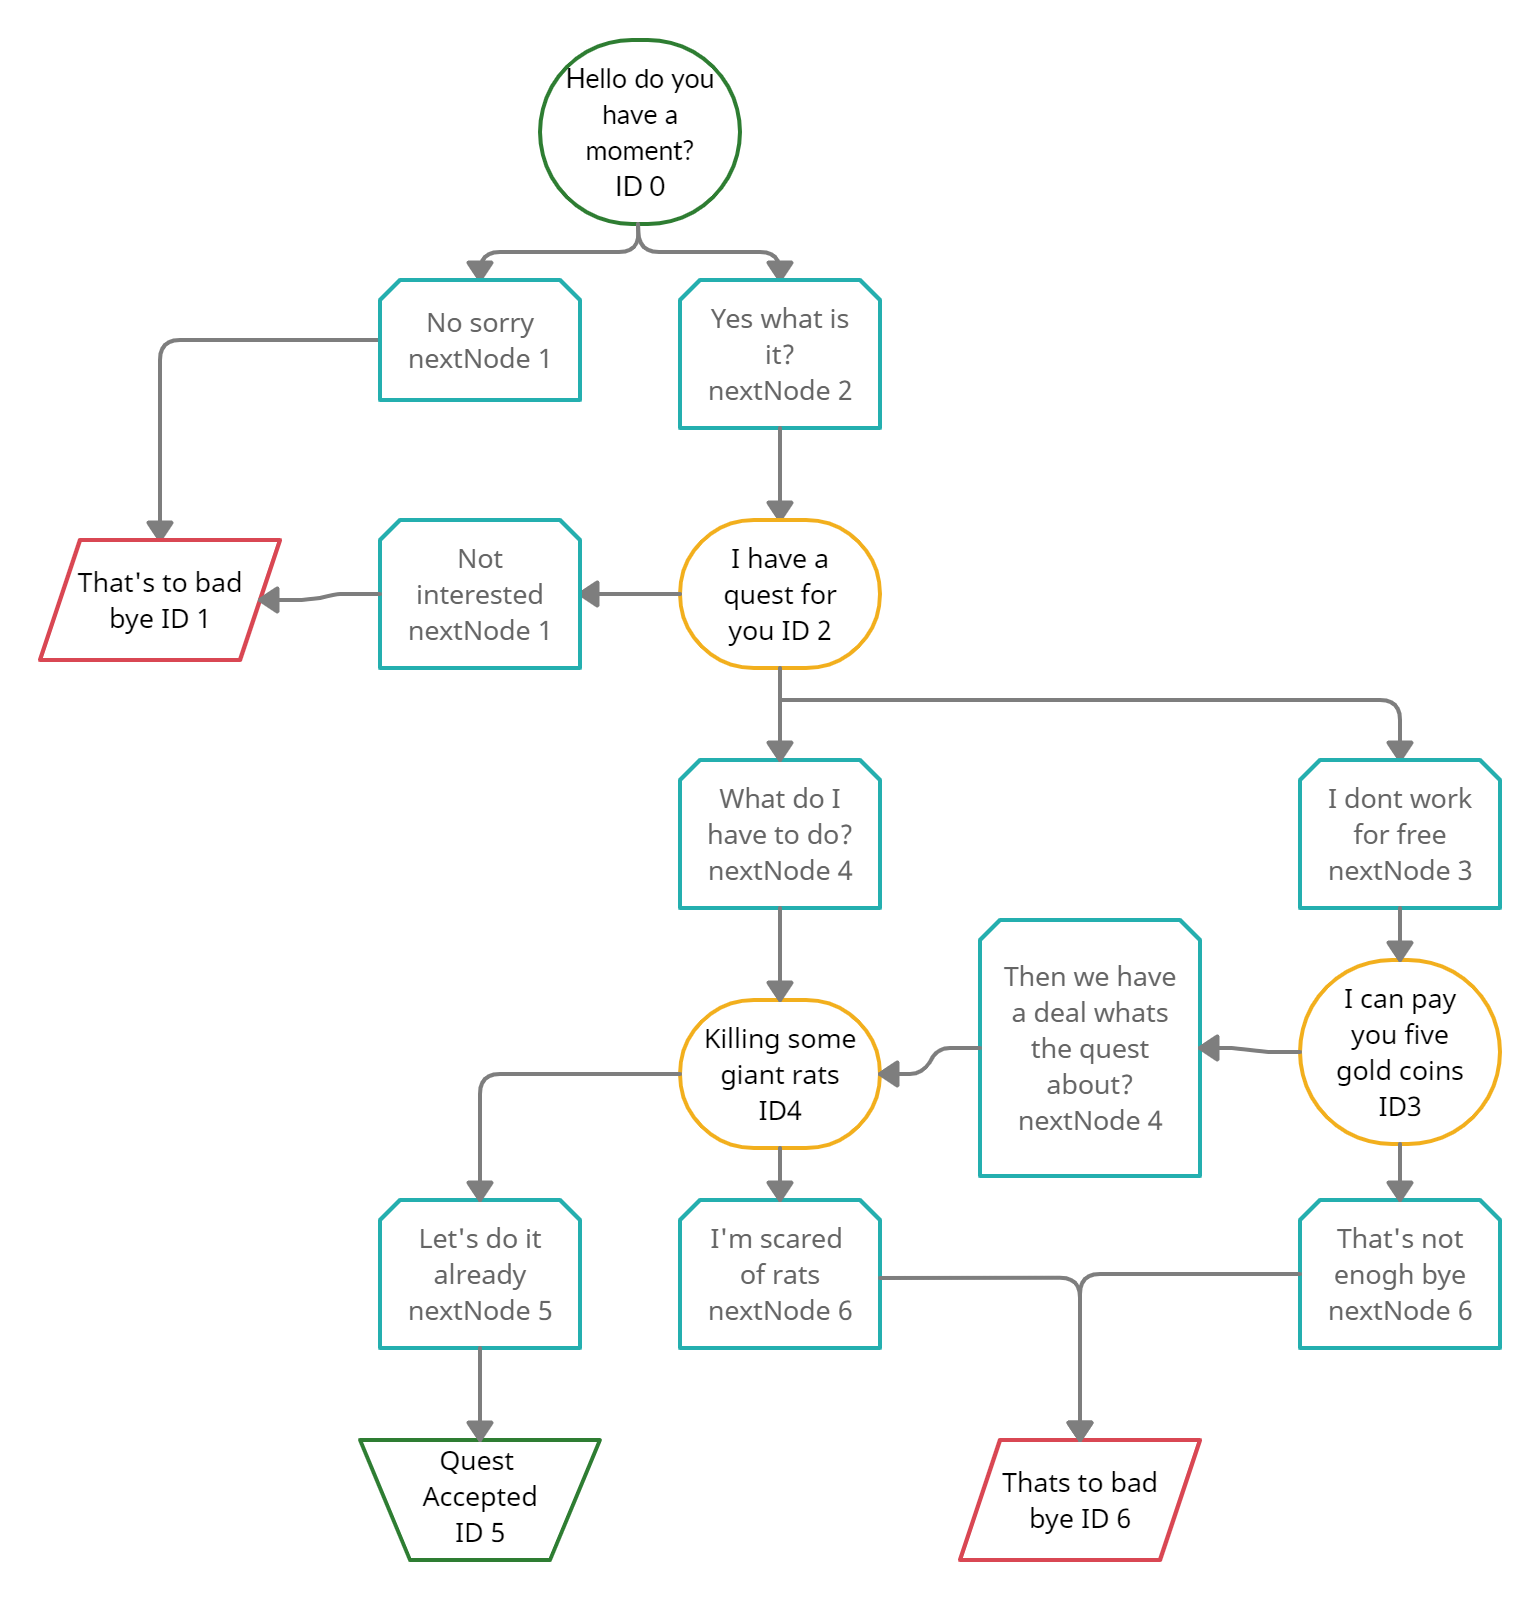 Hello do you
have a
moment?
ID 0
No sorry
nextNode 1
Yes what is
it?
nextNode 2
That's to bad
bye ID 1
Not
interested
nextNode 1
I have a
quest for
you ID 2
What do I
have to do?
nextNode 4
I dont work
for free
nextNode 3
Killing some
giant rats
ID4
Then we have
a deal whats
the quest
about?
nextNode 4
I can pay
you five
gold coins
ID3
Let's do it
already
nextNode 5
I'm scared
of rats
nextNode 6
That's not
enogh bye
nextNode 6
Quest
Accepted
ID 5
Thats to bad
bye ID 6